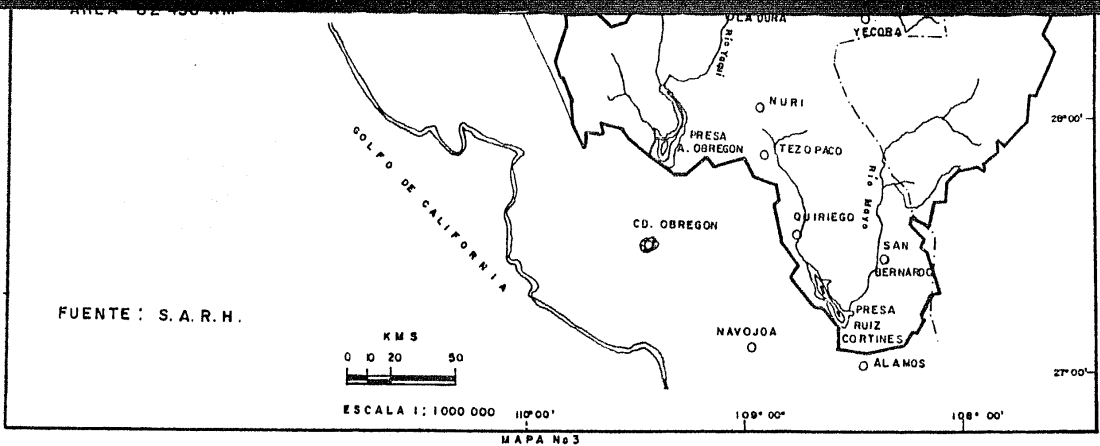 LA DURA
YECORA
Río Yaqui
NURI
28°00'
PRESA
A. OBREGON
TEZOPACO
GOLFO DE CALIFORNIA
Río Mayo
QUIRIEGO
CD. OBREGON
SAN
BERNARDO
FUENTE: S.A.R.H.
PRESA
RUIZ
CORTINES
NAVOJOA
ALAMOS
27°00'
KMS
0 10 20 50
ESCALA 1:1000 000
110°00'
109°00'
108°00'
MAPA No3